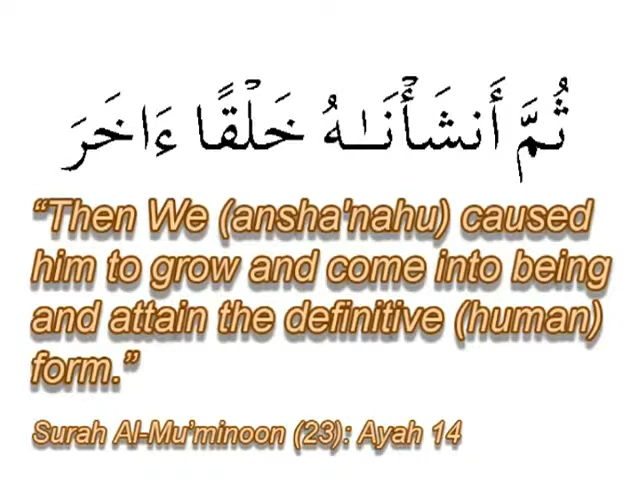 ثُمَّ أَنشَأْنَـٰهُ خَلْقًا ءَاخَرَ
“Then We (ansha'nahu) caused
him to grow and come into being
and attain the definitive (human)
form.”
Surah Al-Mu’minoon (23): Ayah 14